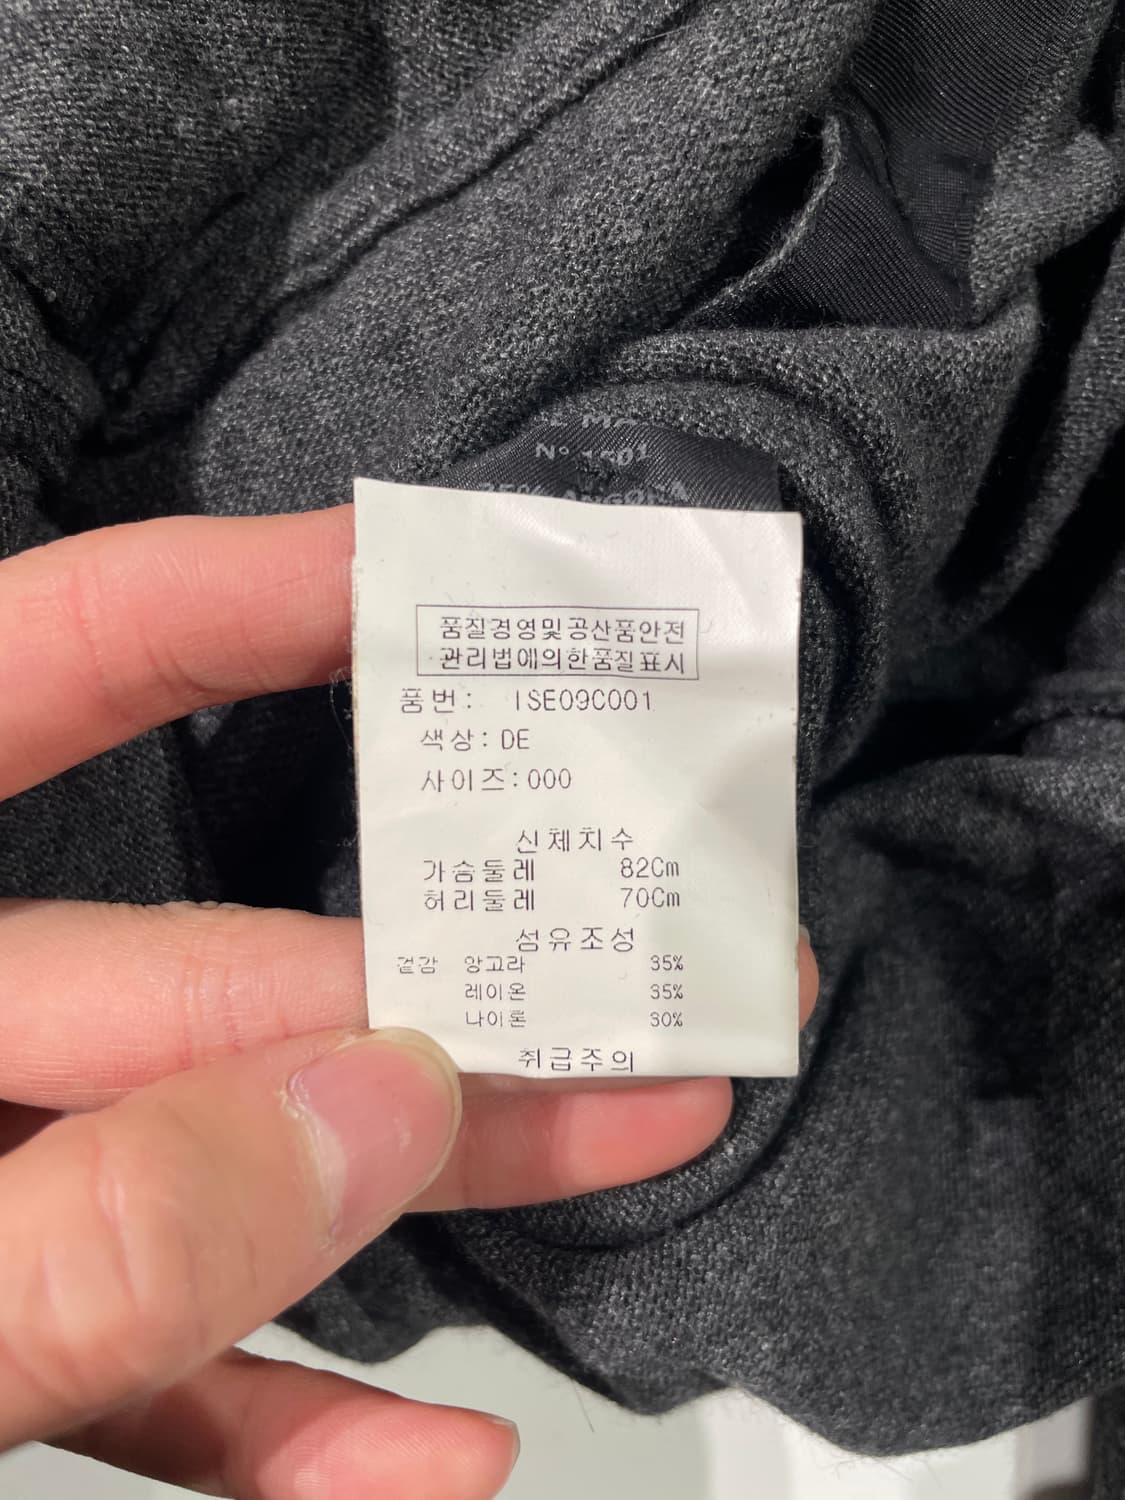 N° 1601
품질경영및공산품안전
관리법에의한품질표시
품번: ISE09C001
색상: DE
사이즈: 000
신체치수
가슴둘레 82Cm
허리둘레 70Cm
섬유조성
겉감 앙고라 35%
레이온 35%
나이론 30%
취급주의